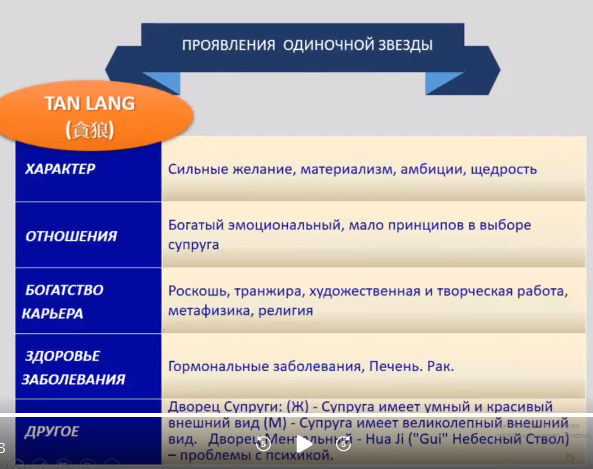 ПРОЯВЛЕНИЯ ОДИНОЧНОЙ ЗВЕЗДЫ
TAN LANG
(貪狼)
ХАРАКТЕР
Сильные желание, материализм, амбиции, щедрость
ОТНОШЕНИЯ
Богатый эмоциональный, мало принципов в выборе
супруга
БОГАТСТВО
КАРЬЕРА
Роскошь, транжира, художественная и творческая работа,
метафизика, религия
ЗДОРОВЬЕ
ЗАБОЛЕВАНИЯ
Гормональные заболевания, Печень. Рак.
ДРУГОЕ
Дворец Супруги: (Ж) - Супруга имеет умный и красивый
внешний вид (М) - Супруга имеет великолепный внешний
вид. Дворец Ментальный - Hua Ji ("Gui" Небесный Ствол)
– проблемы с психикой.